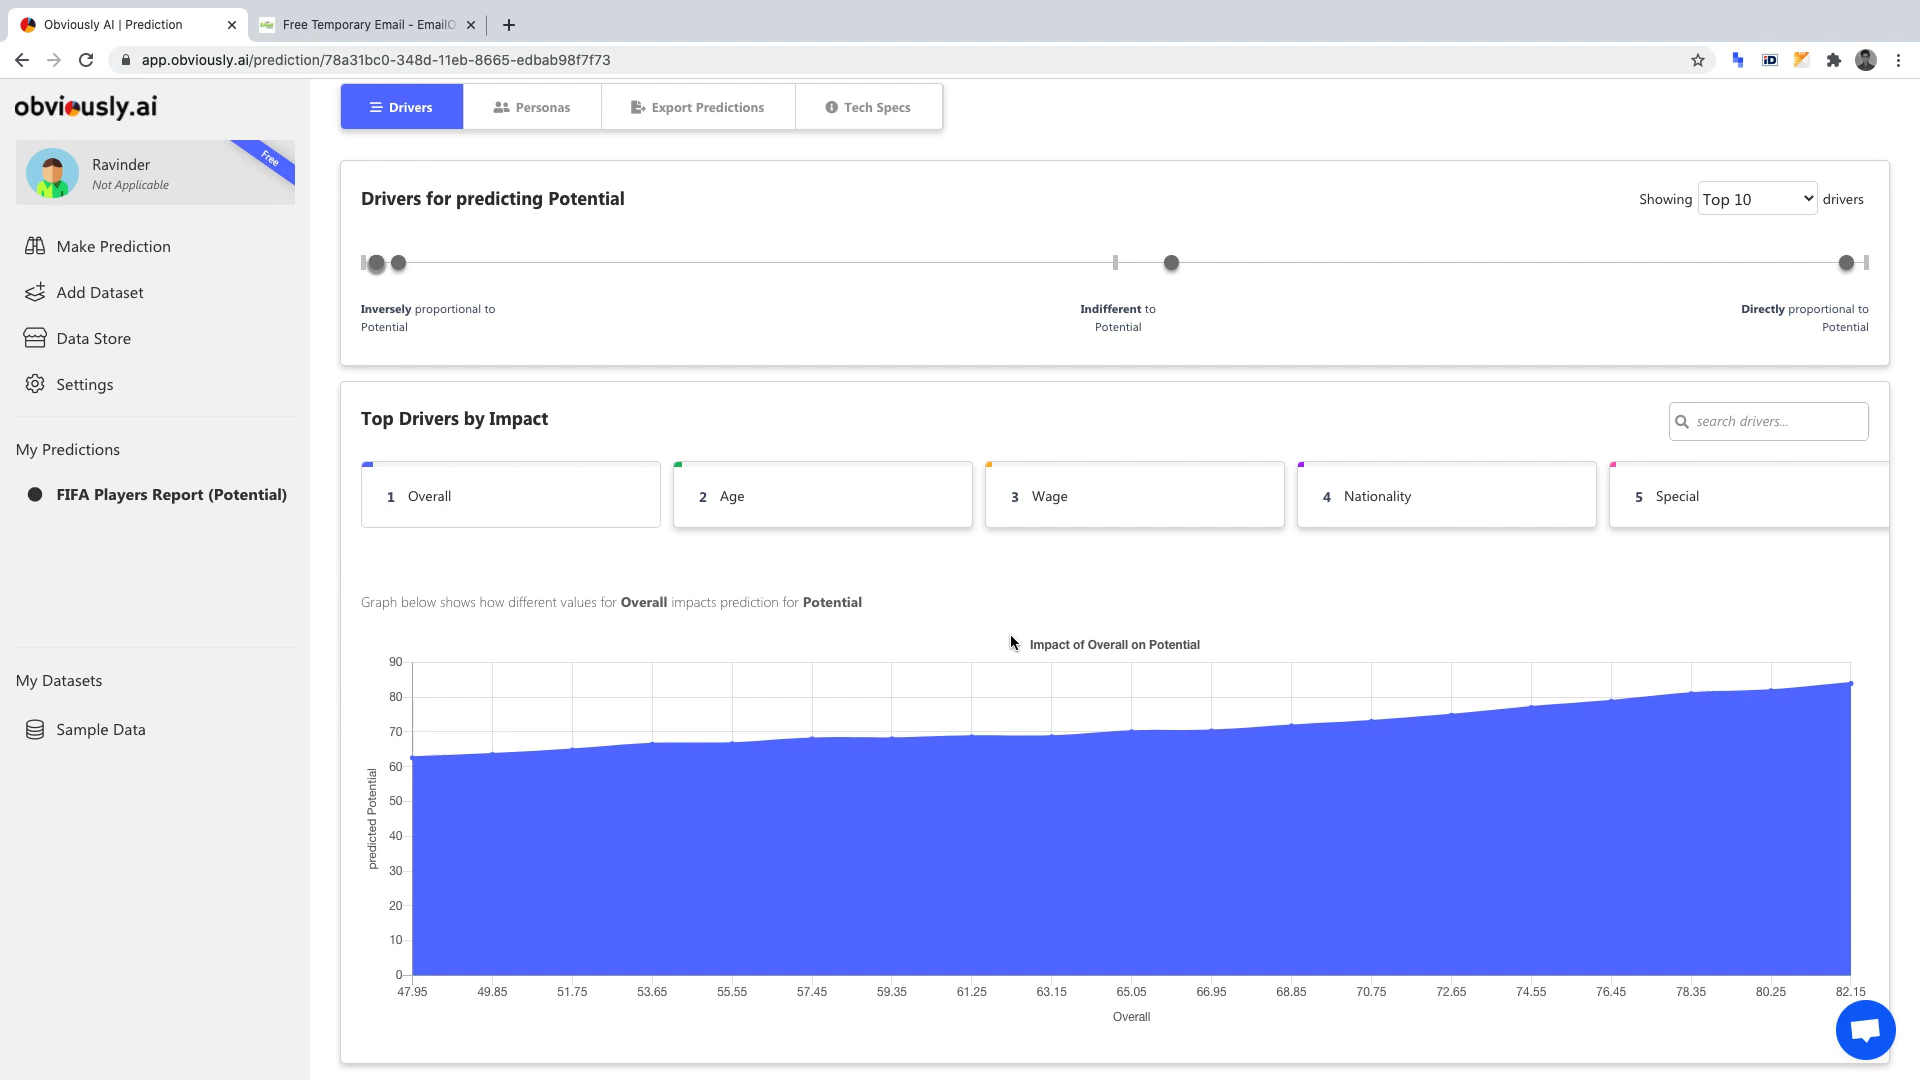 Obviously AI | Prediction
Free Temporary Email - EmailO
app.obviously.ai/prediction/78a31bc0-348d-11eb-8665-edbab98f7f73
iD
obviously.ai
Ravinder
Not Applicable
Free
Make Prediction
Add Dataset
Data Store
Settings
My Predictions
FIFA Players Report (Potential)
My Datasets
Sample Data
Drivers
Personas
Export Predictions
Tech Specs
Drivers for predicting Potential
Showing Top 10 drivers
Inversely proportional to
Potential
Indifferent to
Potential
Directly proportional to
Potential
Top Drivers by Impact
search drivers...
1 Overall
2 Age
3 Wage
4 Nationality
5 Special
Graph below shows how different values for Overall impacts prediction for Potential
Impact of Overall on Potential
90
80
70
60
50
40
30
20
10
0
predicted Potential
47.95 49.85 51.75 53.65 55.55 57.45 59.35 61.25 63.15 65.05 66.95 68.85 70.75 72.65 74.55 76.45 78.35 80.25 82.15
Overall